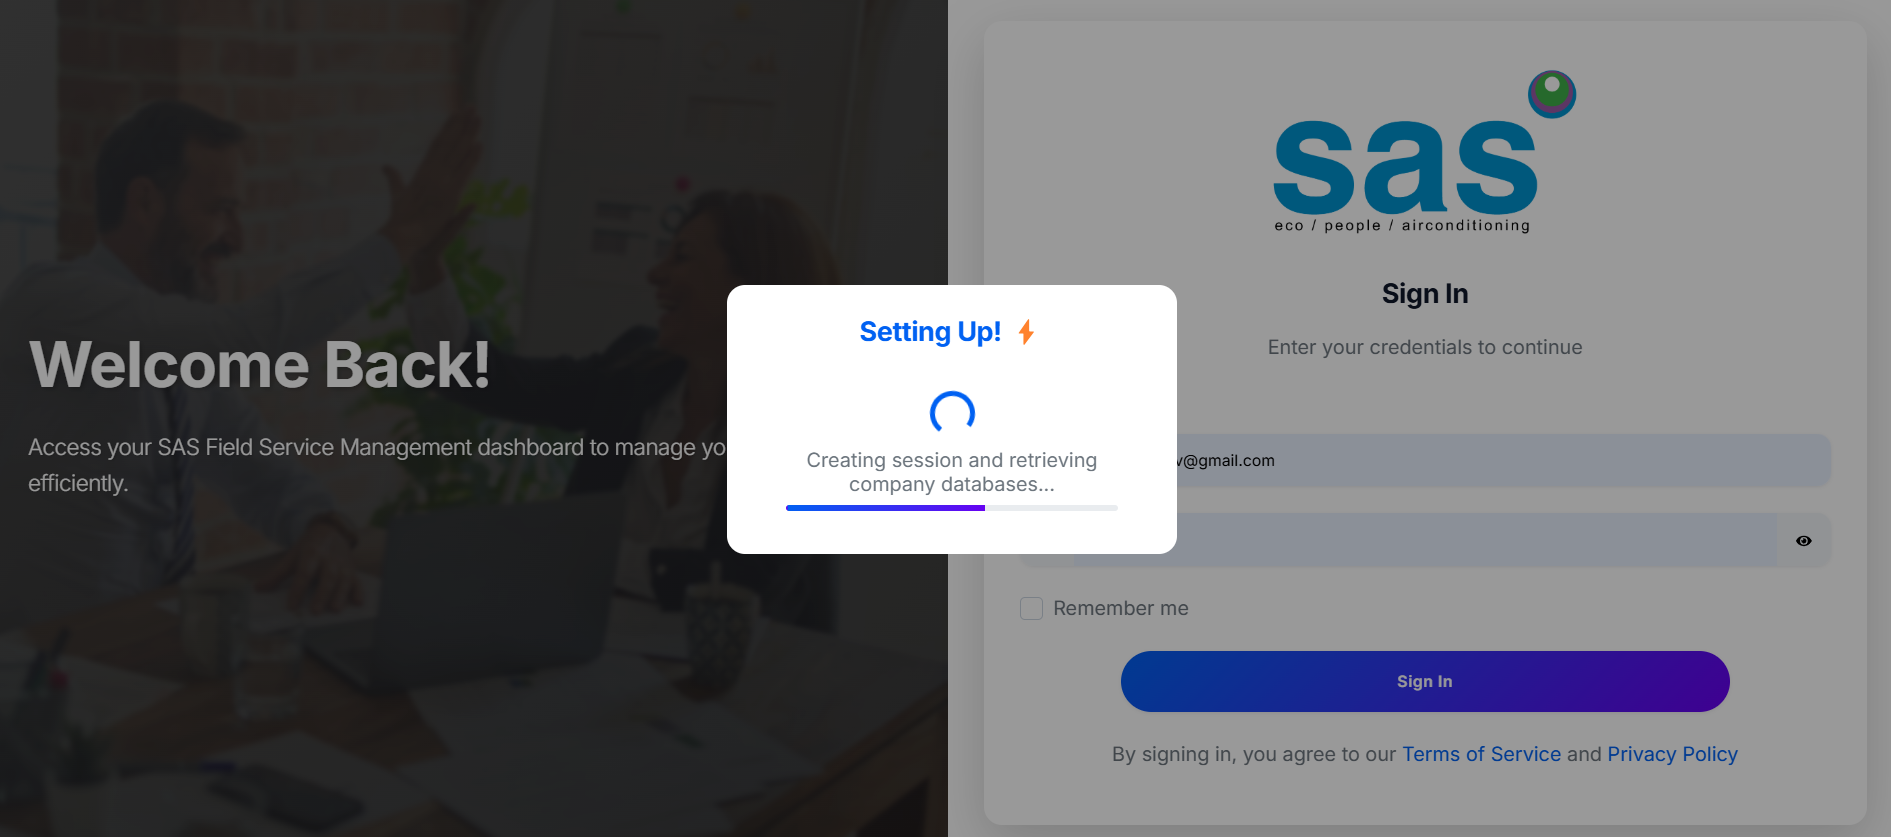 Welcome Back!
Access your SAS Field Service Management dashboard to manage yo
efficiently.
Setting Up!
Creating session and retrieving
company databases...
sas
eco / people / airconditioning
Sign In
Enter your credentials to continue
v@gmail.com
Remember me
Sign In
By signing in, you agree to our Terms of Service and Privacy Policy